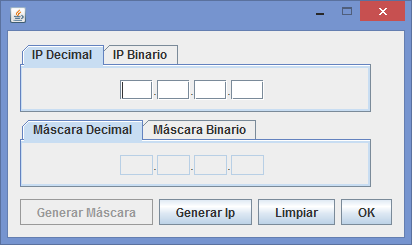 IP Decimal IP Binario
. . .
Máscara Decimal Máscara Binario
. . .
Generar Máscara Generar Ip Limpiar OK